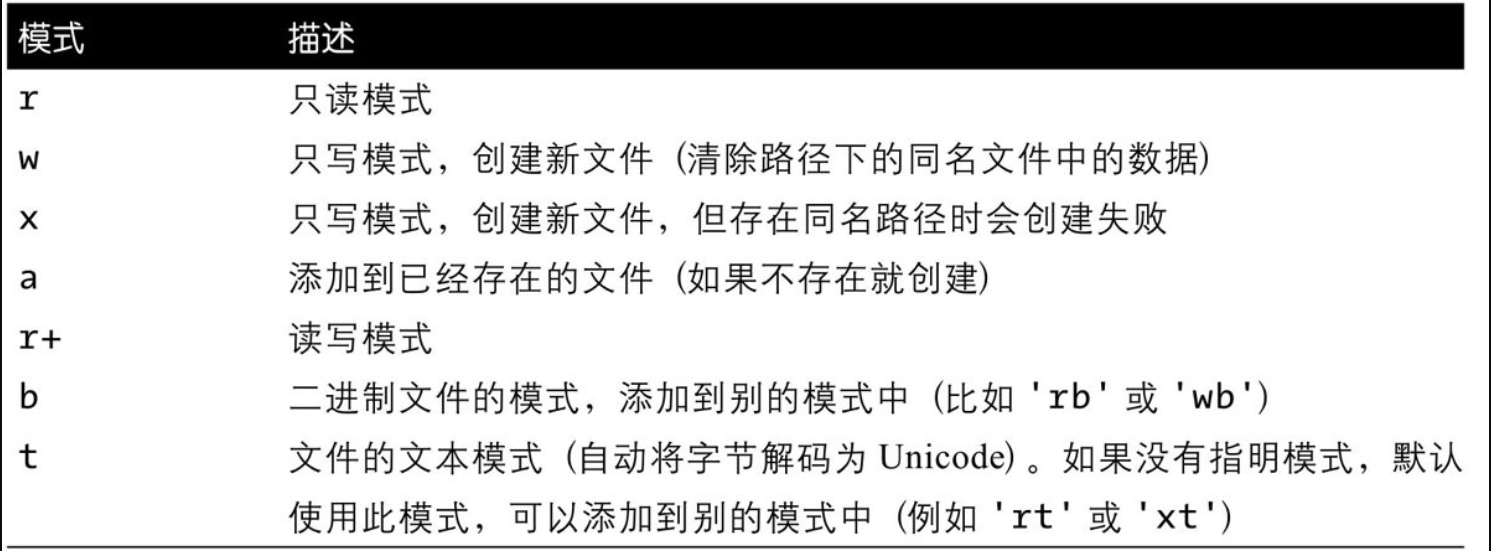 模式 描述
r 只读模式
w 只写模式，创建新文件（清除路径下的同名文件中的数据）
x 只写模式，创建新文件，但存在同名路径时会创建失败
a 添加到已经存在的文件（如果不存在就创建）
r+ 读写模式
b 二进制文件的模式，添加到别的模式中（比如 'rb' 或 'wb'）
t 文件的文本模式（自动将字节解码为 Unicode）。如果没有指明模式，默认
使用此模式，可以添加到别的模式中（例如 'rt' 或 'xt'）